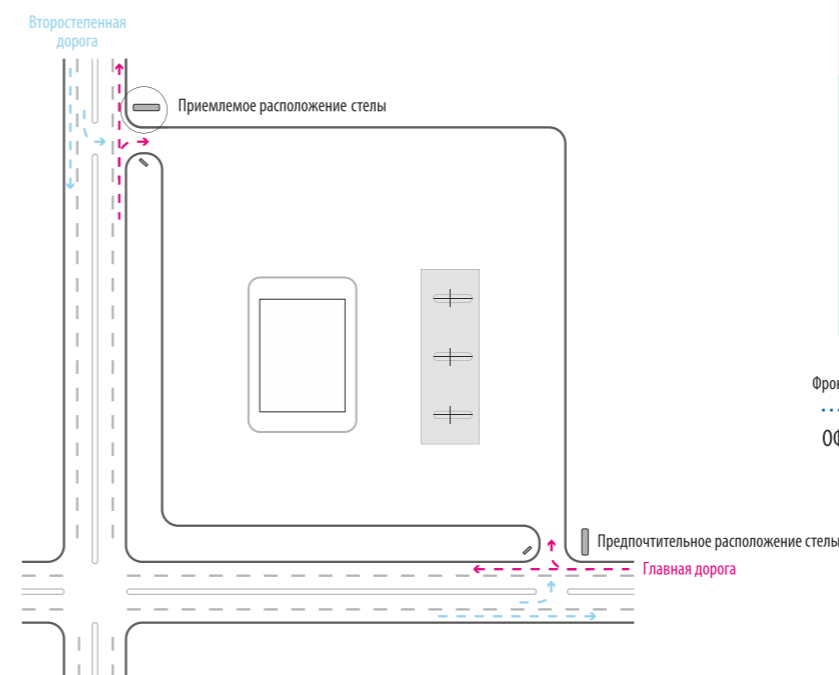 Второстепенная
дорога
Приемлемое расположение стелы
Предпочтительное расположение стелы
Главная дорога